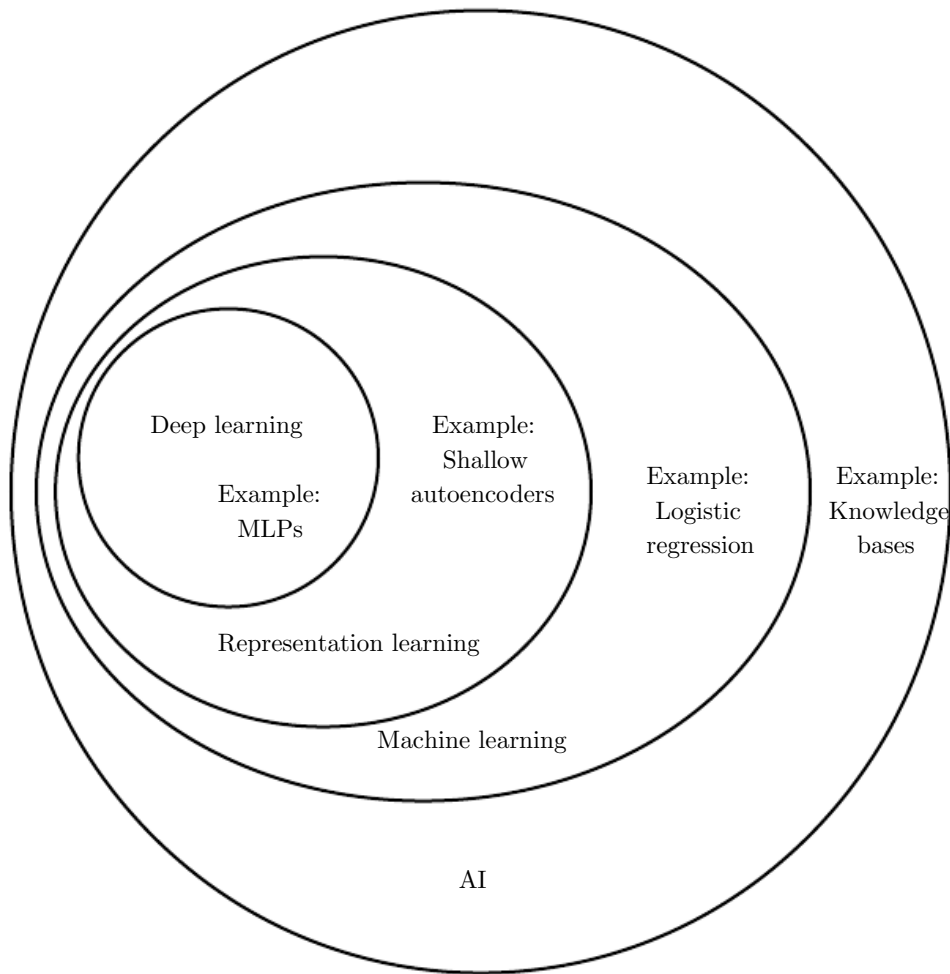 Deep learning
Example:
MLPs
Example:
Shallow
autoencoders
Example:
Logistic
regression
Example:
Knowledge
bases
Representation learning
Machine learning
AI